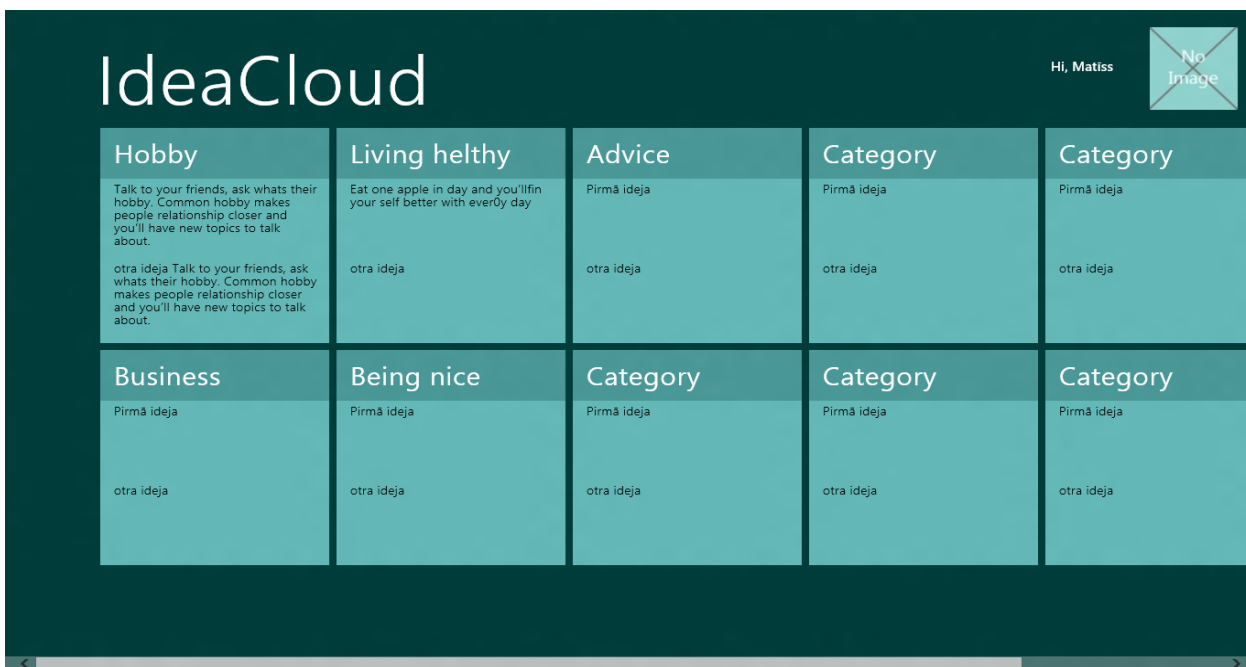 IdeaCloud
Hi, Matīss
No
Image
Hobby
Talk to your friends, ask whats their
hobby. Common hobby makes
people relationship closer and
you'll have new topics to talk
about.
otra ideja Talk to your friends, ask
whats their hobby. Common hobby
makes people relationship closer
and you'll have new topics to talk
about.
Living helthy
Eat one apple in day and you'llfin
your self better with ever0y day
otra ideja
Advice
Pirmā ideja
otra ideja
Category
Pirmā ideja
otra ideja
Category
Pirmā ideja
otra ideja
Business
Pirmā ideja
otra ideja
Being nice
Pirmā ideja
otra ideja
Category
Pirmā ideja
otra ideja
Category
Pirmā ideja
otra ideja
Category
Pirmā ideja
otra ideja